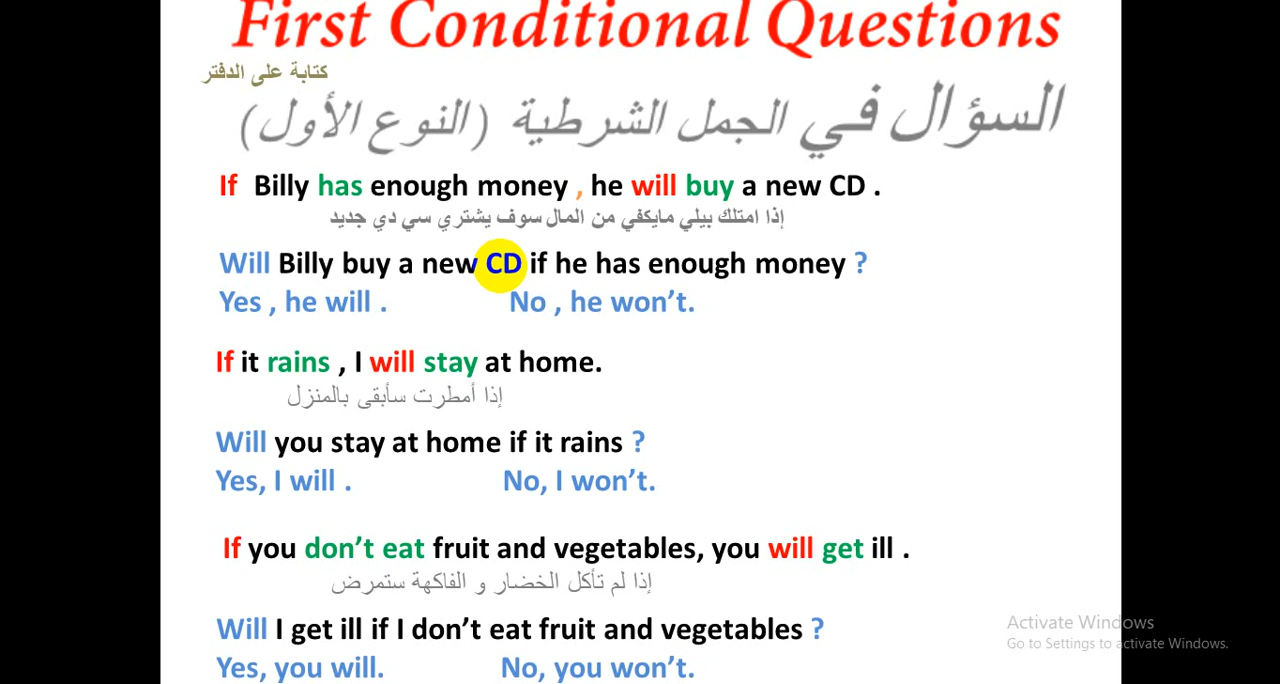 First Conditional Questions
كتابة على الدفتر
السؤال في الجمل الشرطية (النوع الأول)
If Billy has enough money , he will buy a new CD .
إذا امتلك بيلي مايكفي من المال سوف يشتري سي دي جديد
Will Billy buy a new CD if he has enough money ?
Yes , he will . No , he won’t.
If it rains , I will stay at home.
إذا أمطرت سأبقى بالمنزل
Will you stay at home if it rains ?
Yes, I will . No, I won’t.
If you don’t eat fruit and vegetables, you will get ill .
إذا لم تأكل الخضار و الفاكهة ستمرض
Will I get ill if I don’t eat fruit and vegetables ?
Yes, you will. No, you won’t.
Activate Windows
Go to Settings to activate Windows.